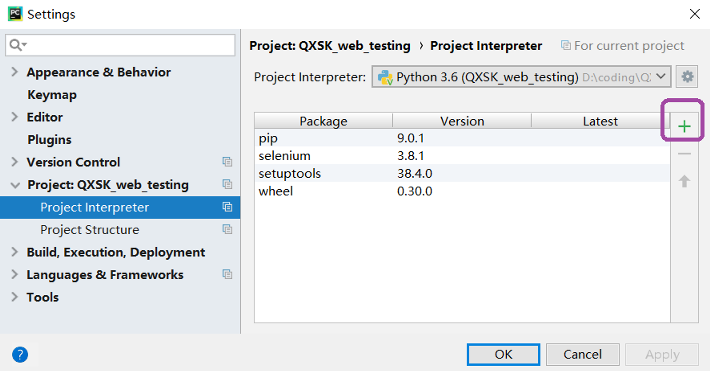 PC Settings
Project: QXSK_web_testing › Project Interpreter For current project
Appearance & Behavior
Project Interpreter: Python 3.6 (QXSK_web_testing) D:\coding\Q
Keymap
Editor
Package Version Latest
Plugins
pip 9.0.1
Version Control
selenium 3.8.1
Project: QXSK_web_testing
setuptools 38.4.0
Project Interpreter
wheel 0.30.0
Project Structure
Build, Execution, Deployment
Languages & Frameworks
Tools
? OK Cancel Apply